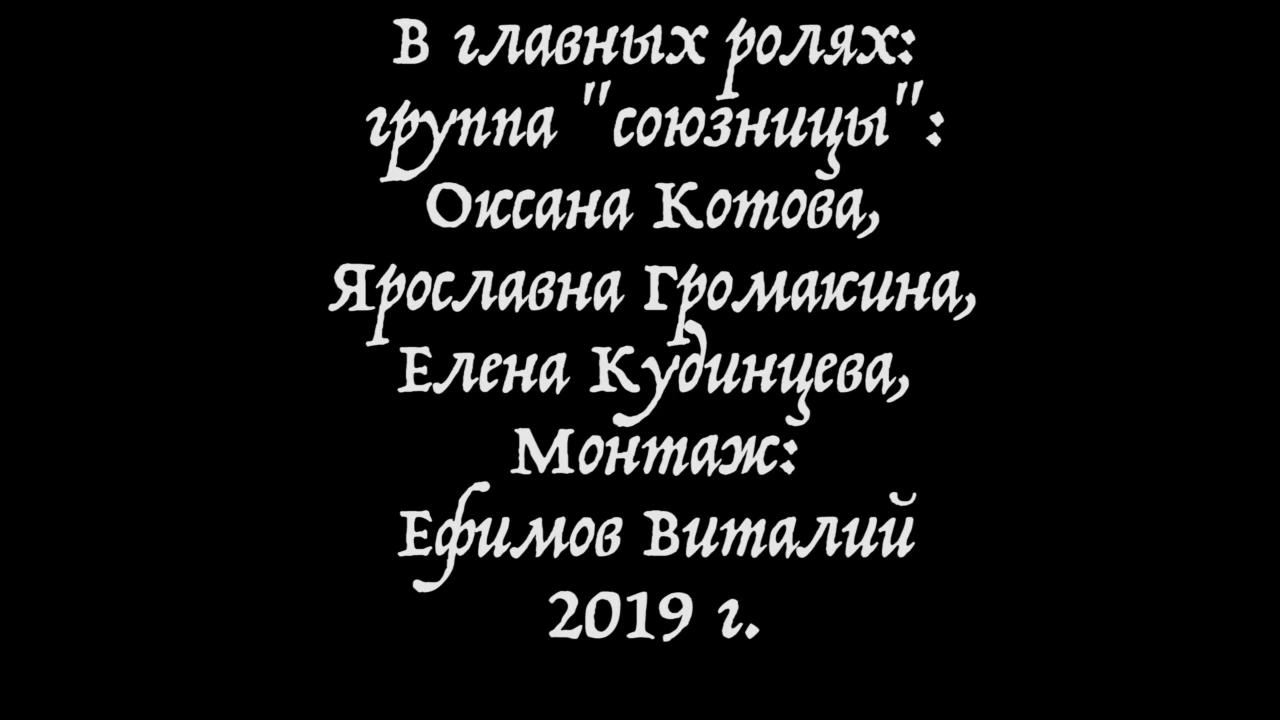 В главных ролях:
группа "союзницы":
Оксана Котова,
Ярославна Громакина,
Елена Кудинцева,
Монтаж:
Ефимов Виталий
2019 г.